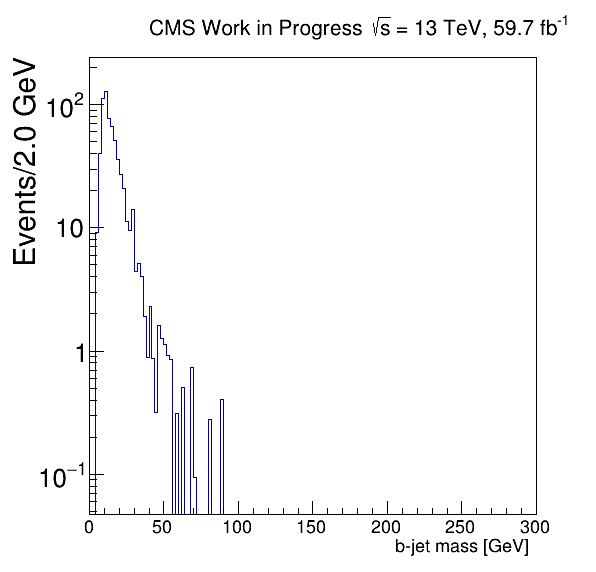 CMS Work in Progress √s = 13 TeV, 59.7 fb⁻¹
Events/2.0 GeV
10²
10
1
10⁻¹
0 50 100 150 200 250 300
b-jet mass [GeV]